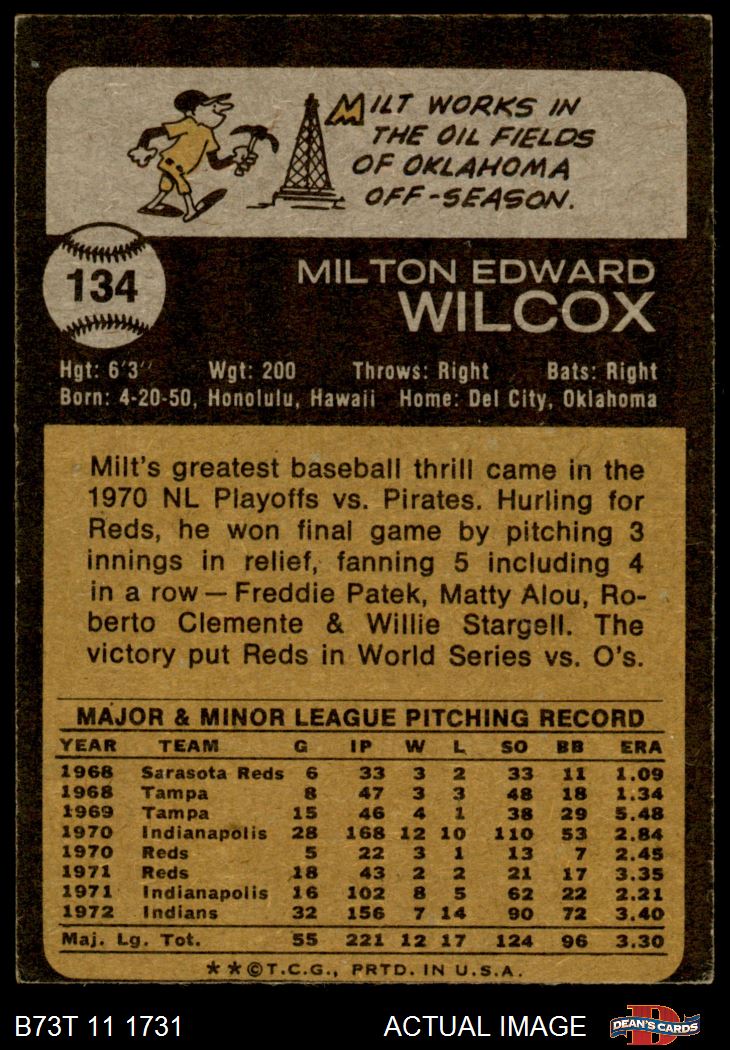 MILT WORKS IN
THE OIL FIELDS
OF OKLAHOMA
OFF-SEASON.
134
MILTON EDWARD
WILCOX
Hgt: 6'3" Wgt: 200 Throws: Right Bats: Right
Born: 4-20-50, Honolulu, Hawaii Home: Del City, Oklahoma
Milt's greatest baseball thrill came in the
1970 NL Playoffs vs. Pirates. Hurling for
Reds, he won final game by pitching 3
innings in relief, fanning 5 including 4
in a row — Freddie Patek, Matty Alou, Ro-
berto Clemente & Willie Stargell. The
victory put Reds in World Series vs. O's.
MAJOR & MINOR LEAGUE PITCHING RECORD
YEAR TEAM G IP W L SO BB ERA
1968 Sarasota Reds 6 33 3 2 33 11 1.09
1968 Tampa 8 47 3 3 48 18 1.34
1969 Tampa 15 46 4 1 38 29 5.48
1970 Indianapolis 28 168 12 10 110 53 2.84
1970 Reds 5 22 3 1 13 7 2.45
1971 Reds 18 43 2 2 21 17 3.35
1971 Indianapolis 16 102 8 5 62 22 2.21
1972 Indians 32 156 7 14 90 72 3.40
Maj. Lg. Tot. 55 221 12 17 124 96 3.30
★★©T.C.G., PRTD. IN U.S.A.
B73T 11 1731 ACTUAL IMAGE DEAN'S CARDS